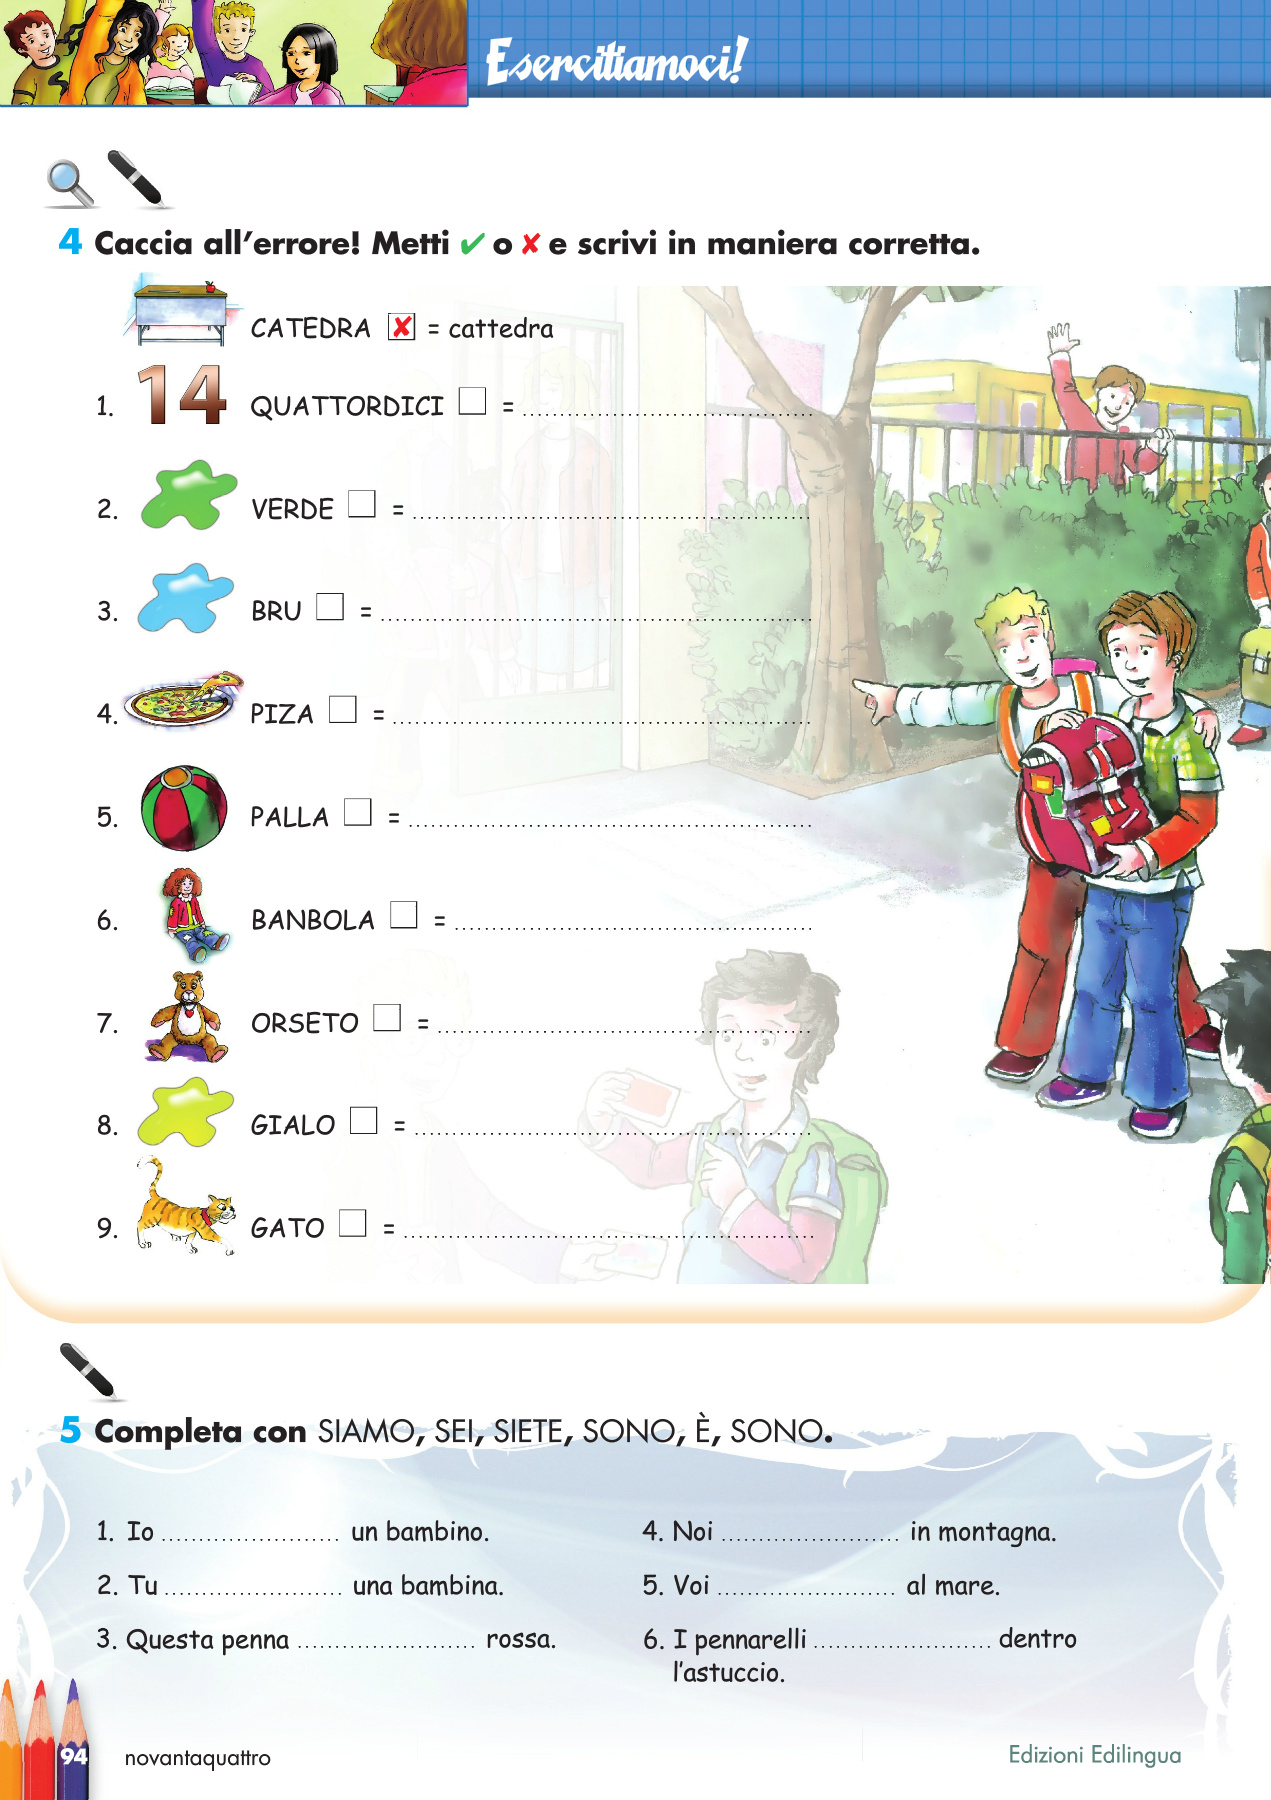 Esercitiamoci!
4 Caccia all'errore! Metti ✔ o ✘ e scrivi in maniera corretta.
CATEDRA ✘ = cattedra
1. 14 QUATTORDICI = ......................................
2. VERDE = ......................................
3. BRU = ......................................
4. PIZA = ......................................
5. PALLA = ......................................
6. BANBOLA = ......................................
7. ORSETO = ......................................
8. GIALO = ......................................
9. GATO = ......................................
5 Completa con SIAMO, SEI, SIETE, SONO, È, SONO.
1. Io ........................ un bambino.
2. Tu ........................ una bambina.
3. Questa penna ........................ rossa.
4. Noi ........................ in montagna.
5. Voi ........................ al mare.
6. I pennarelli ........................ dentro
l'astuccio.
94 novantaquattro
Edizioni Edilingua